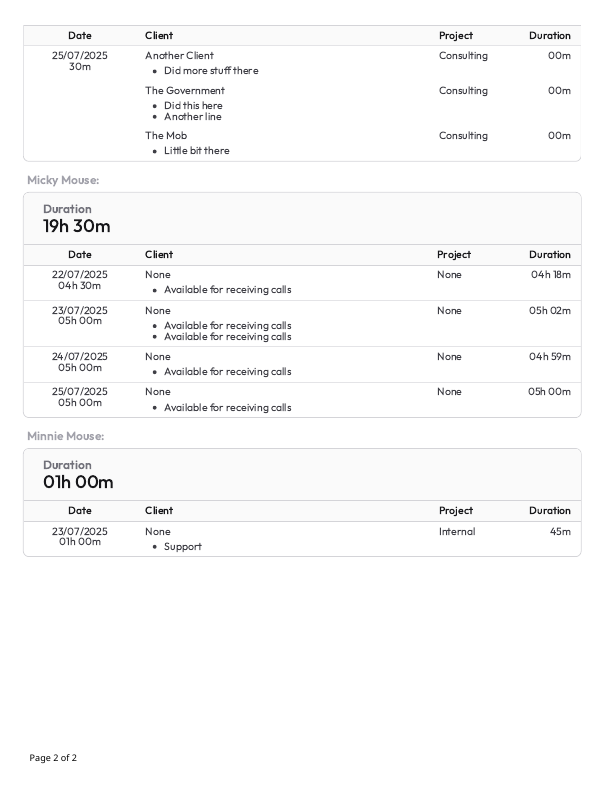 Date Client Project Duration
25/07/2025 Another Client Consulting 00m
30m
• Did more stuff there
The Government Consulting 00m
• Did this here
• Another line
The Mob Consulting 00m
• Little bit there
Micky Mouse:
Duration
19h 30m
Date Client Project Duration
22/07/2025 None None 04h 18m
04h 30m
• Available for receiving calls
23/07/2025 None None 05h 02m
05h 00m
• Available for receiving calls
• Available for receiving calls
24/07/2025 None None 04h 59m
05h 00m
• Available for receiving calls
25/07/2025 None None 05h 00m
05h 00m
• Available for receiving calls
Minnie Mouse:
Duration
01h 00m
Date Client Project Duration
23/07/2025 None Internal 45m
01h 00m
• Support
Page 2 of 2